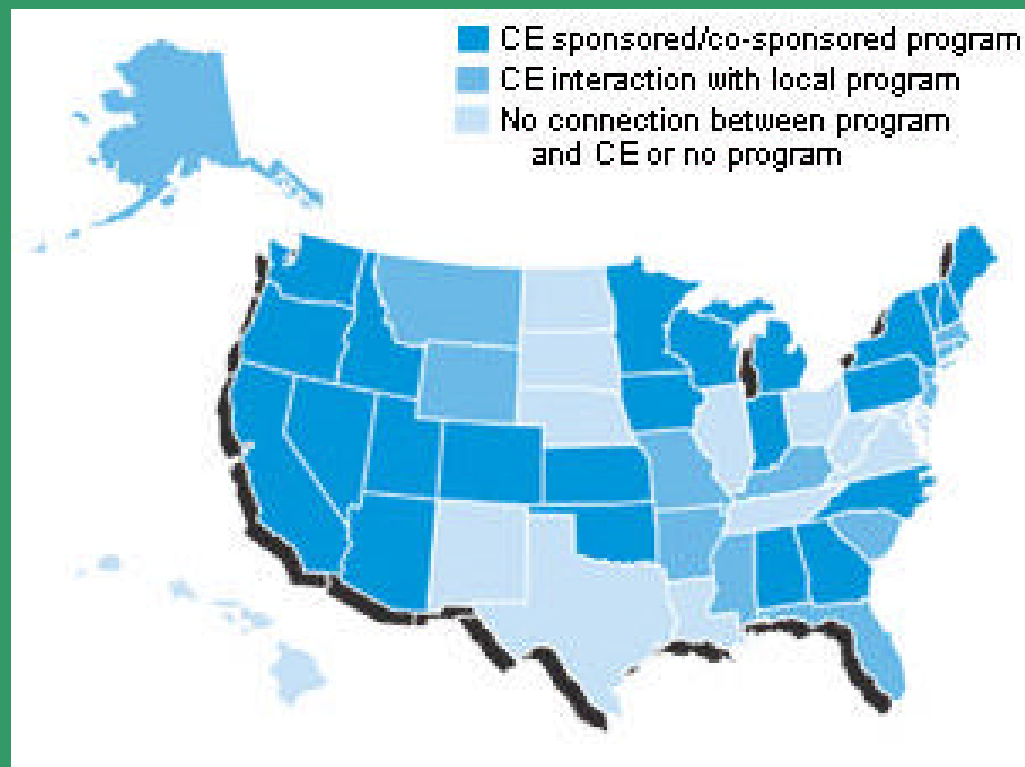 CE sponsored/co-sponsored program
CE interaction with local program
No connection between program
and CE or no program